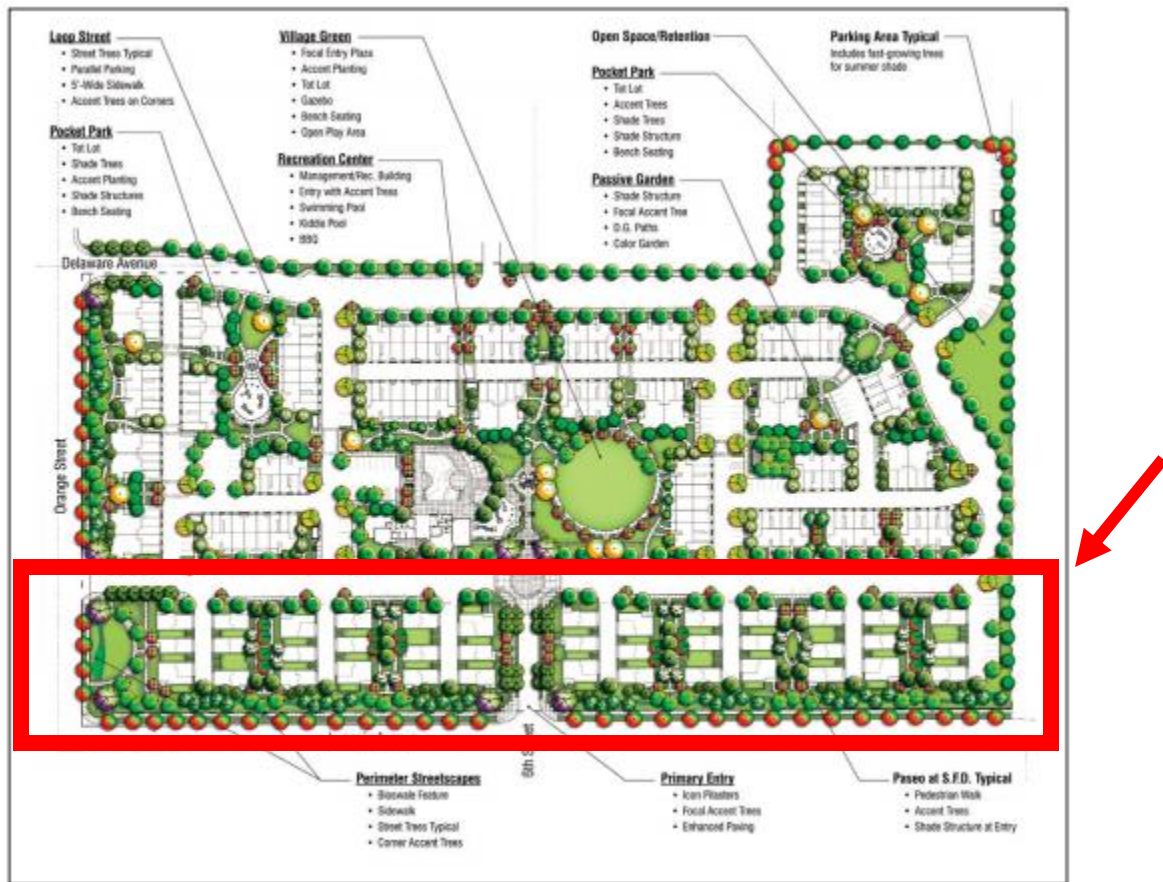 Loop Street
• Street Trees Typical
• Parallel Parking
• 5'-Wide Sidewalk
• Accent Trees on Corners
Pocket Park
• Tot Lot
• Shade Trees
• Accent Planting
• Shade Structures
• Bench Seating
Village Green
• Focal Entry Plaza
• Accent Planting
• Tot Lot
• Gazebo
• Bench Seating
• Open Play Area
Recreation Center
• Management/Rec. Building
• Entry with Accent Trees
• Swimming Pool
• Kiddie Pool
• BBQ
Open Space/Retention
Pocket Park
• Tot Lot
• Accent Trees
• Shade Trees
• Shade Structure
• Bench Seating
Passive Garden
• Shade Structure
• Focal Accent Tree
• D.G. Paths
• Color Garden
Parking Area Typical
Includes fast-growing trees
for summer shade
Delaware Avenue
Orange Street
6th Street
Perimeter Streetscapes
• Bioswale Feature
• Sidewalk
• Street Trees Typical
• Corner Accent Trees
Primary Entry
• Icon Pilasters
• Focal Accent Trees
• Enhanced Paving
Paseo at S.F.D. Typical
• Pedestrian Walk
• Accent Trees
• Shade Structure at Entry